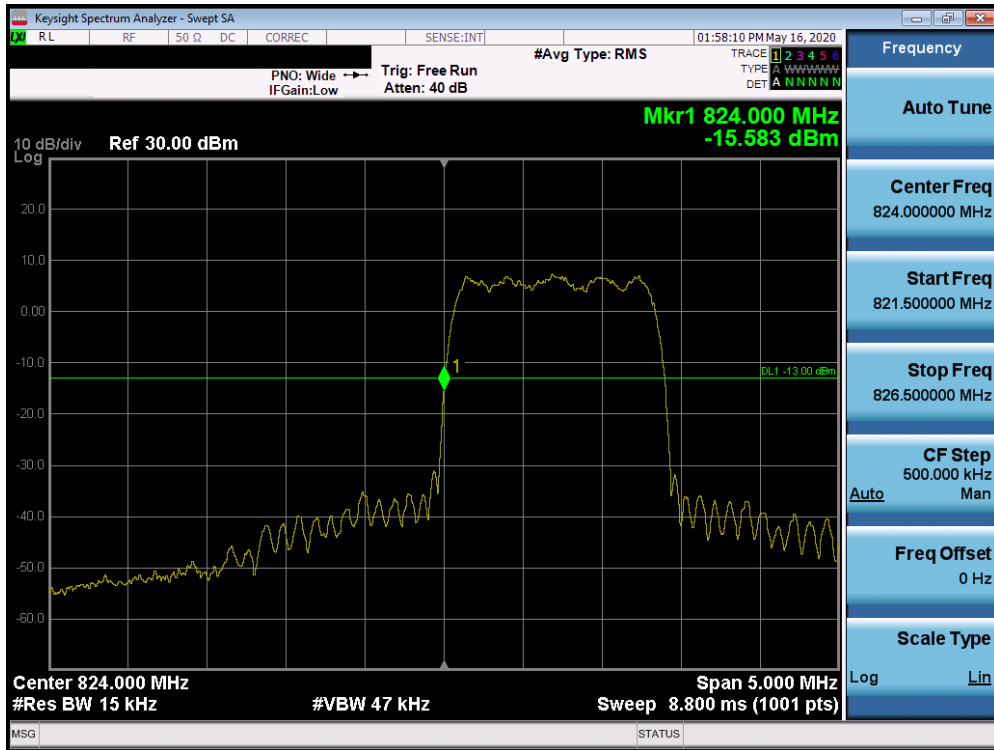 Keysight Spectrum Analyzer - Swept SA
LXI RL RF 50 Ω DC CORREC SENSE:INT 01:58:10 PM May 16, 2020
#Avg Type: RMS TRACE 1 2 3 4 5 6
PNO: Wide Trig: Free Run TYPE A W W W W W
IFGain:Low Atten: 40 dB DET A N N N N N
Mkr1 824.000 MHz
-15.583 dBm
10 dB/div Ref 30.00 dBm
Log
20.0
10.0
0.00
-10.0
1
DL1 -13.00 dBm
-20.0
-30.0
-40.0
-50.0
-60.0
Center 824.000 MHz Span 5.000 MHz
#Res BW 15 kHz #VBW 47 kHz Sweep 8.800 ms (1001 pts)
MSG STATUS
Frequency
Auto Tune
Center Freq
824.000000 MHz
Start Freq
821.500000 MHz
Stop Freq
826.500000 MHz
CF Step
500.000 kHz
Auto Man
Freq Offset
0 Hz
Scale Type
Log Lin